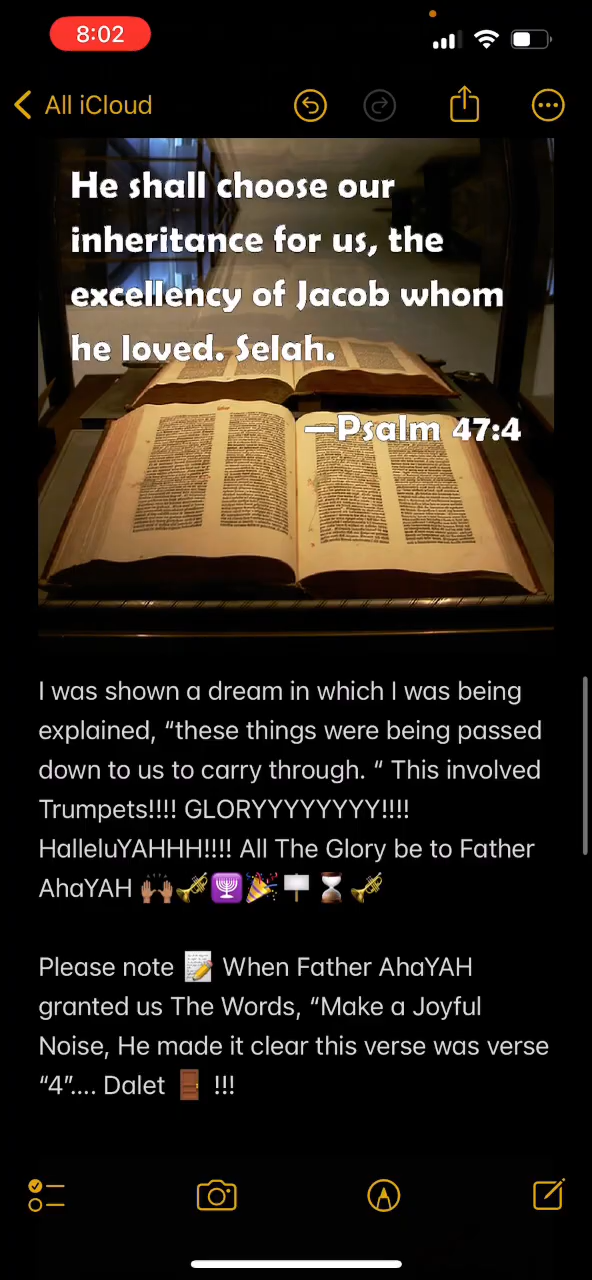 8:02
All iCloud
He shall choose our
inheritance for us, the
excellency of Jacob whom
he loved. Selah.
—Psalm 47:4
I was shown a dream in which I was being
explained, “these things were being passed
down to us to carry through. “ This involved
Trumpets!!!! GLORYYYYYYYY!!!!
HalleluYAHHH!!!! All The Glory be to Father
AhaYAH 🙌🏽🎺🕎🎉🪧⏳🎺
Please note 📝 When Father AhaYAH
granted us The Words, “Make a Joyful
Noise, He made it clear this verse was verse
“4”.... Dalet 🚪 !!!